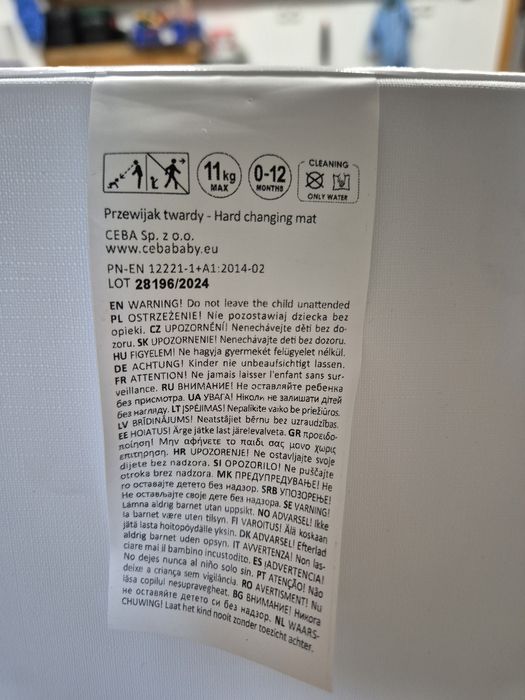 11kg
MAX
0-12
MONTHS
CLEANING
ONLY WATER
Przewijak twardy - Hard changing mat
CEBA Sp. z o.o.
www.cebababy.eu
PN-EN 12221-1+A1:2014-02
LOT 28196/2024
EN WARNING! Do not leave the child unattended
PL OSTRZEŻENIE! Nie pozostawiaj dziecka bez
opieki. CZ UPOZORNĚNÍ! Nenechávejte děti bez do-
zoru. SK UPOZORNENIE! Nenechávajte deti bez dozoru.
HU FIGYELEM! Ne hagyja gyermekét felügyelet nélkül.
DE ACHTUNG! Kinder nie unbeaufsichtigt lassen.
FR ATTENTION! Ne jamais laisser l'enfant sans sur-
veillance. RU ВНИМАНИЕ! Не оставляйте ребенка
без присмотра. UA УВАГА! Ніколи не залишати дітей
без нагляду. LT ĮSPĖJIMAS! Nepalikite vaiko be priežiūros.
LV BRĪDINĀJUMS! Neatstājiet bērnu bez uzraudzības.
EE HOIATUS! Ärge jätke last järelevalveta. GR προειδο-
ποίηση! Μην αφήνετε το παιδί σας μόνο χωρίς
επιτήρηση. HR UPOZORENJE! Ne ostavljajte svoje
dijete bez nadzora. SI OPOZORILO! Ne puščajte
otroka brez nadzora. MK ПРЕДУПРЕДУВАЊЕ! Не
го оставајте детето без надзор. SRB УПОЗОРЕЊЕ!
Не остављајте своје дете без надзора. SE VARNING!
Lämna aldrig barnet utan uppsikt. NO ADVARSEL! Ikke
la barnet være uten tilsyn. FI VAROITUS! Älä koskaan
jätä lasta hoitopöydälle yksin. DK ADVARSEL! Efterlad
aldrig barnet uden opsyn. IT AVVERTENZA! Non las-
ciare mai il bambino incustodito. ES ¡ADVERTENCIA!
No dejes nunca al niño solo sin. PT ATENÇÃO! Não
deixe a criança sem vigilância. RO AVERTISMENT! Nu
lăsa copilul nesupravegheat. BG ВНИМАНИЕ! Никога
не оставяйте детето си без надзор. NL WAARS-
CHUWING! Laat het kind nooit zonder toezicht achter.